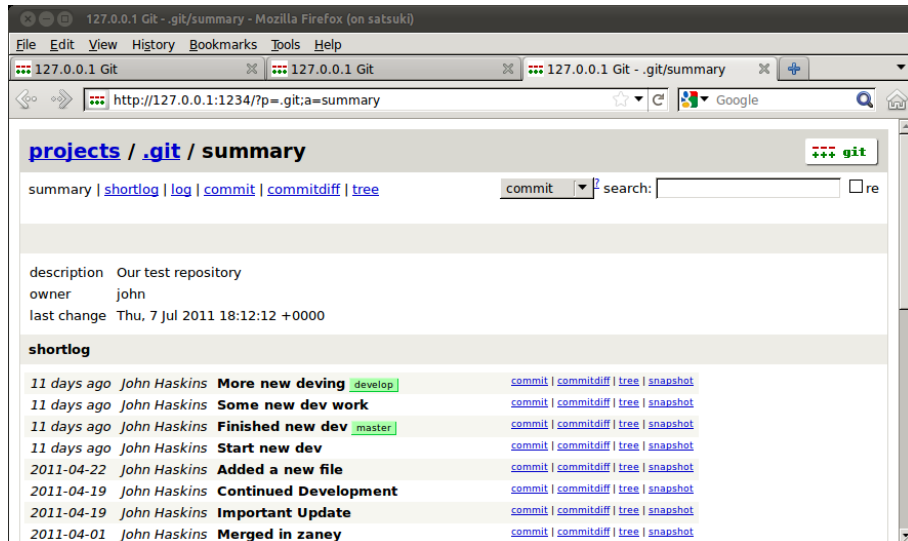 127.0.0.1 Git - .git/summary - Mozilla Firefox (on satsuki)
File Edit View History Bookmarks Tools Help
127.0.0.1 Git 127.0.0.1 Git 127.0.0.1 Git - .git/summary
http://127.0.0.1:1234/?p=.git;a=summary Google
projects / .git / summary git
summary | shortlog | log | commit | commitdiff | tree commit ? search: re
description Our test repository
owner john
last change Thu, 7 Jul 2011 18:12:12 +0000
shortlog
11 days ago John Haskins More new deving develop commit | commitdiff | tree | snapshot
11 days ago John Haskins Some new dev work commit | commitdiff | tree | snapshot
11 days ago John Haskins Finished new dev master commit | commitdiff | tree | snapshot
11 days ago John Haskins Start new dev commit | commitdiff | tree | snapshot
2011-04-22 John Haskins Added a new file commit | commitdiff | tree | snapshot
2011-04-19 John Haskins Continued Development commit | commitdiff | tree | snapshot
2011-04-19 John Haskins Important Update commit | commitdiff | tree | snapshot
2011-04-01 John Haskins Merged in zaney commit | commitdiff | tree | snapshot